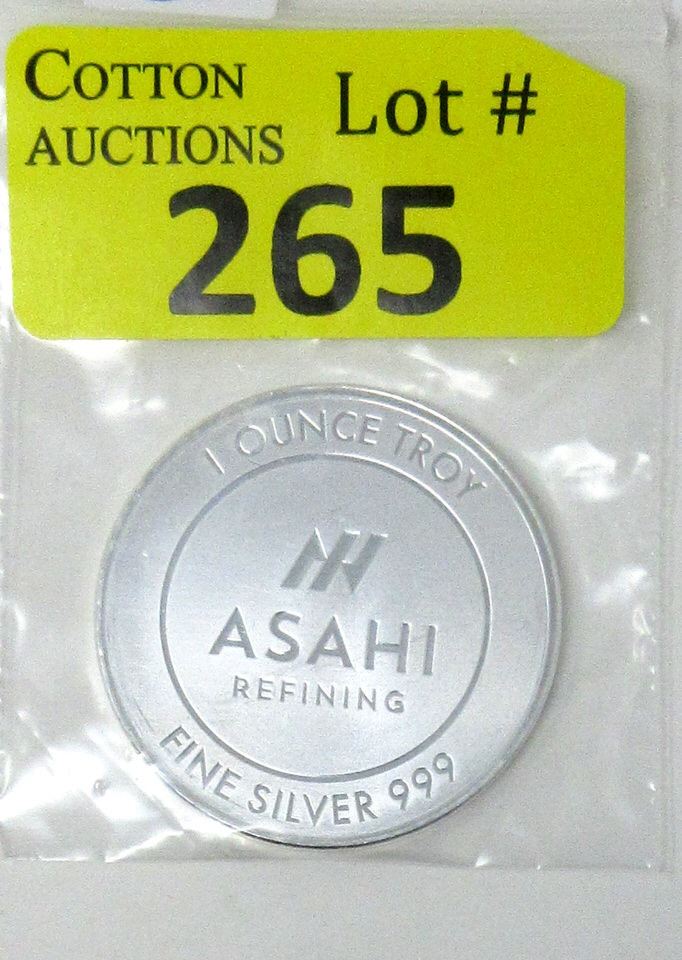 COTTON
AUCTIONS
Lot #
265
1 OUNCE TROY
ASAHI
REFINING
FINE SILVER 999